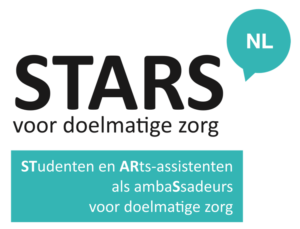 NL
STARS
voor doelmatige zorg
STudenten en ARts-assistenten
als ambaSsadeurs
voor doelmatige zorg